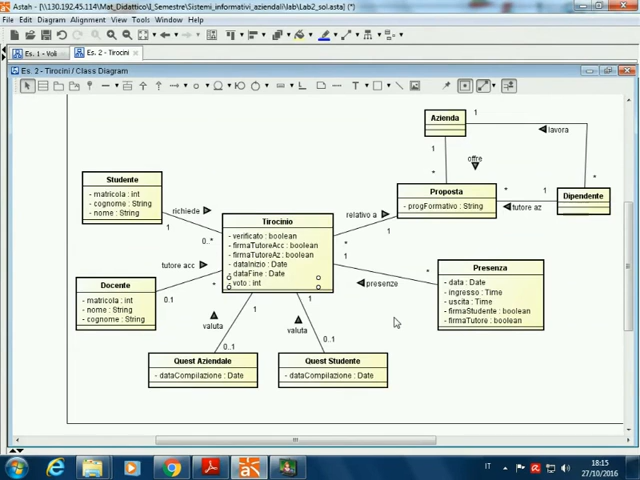 Astah - [\\130.192.45.114\Mat_Didattico\I_Semestre\Sistemi_informativi_aziendali\lab\Lab2_sol.asta] (*)
File Edit Diagram Alignment View Tools Window Help
Es. 1 - Voli
Es. 2 - Tirocini
Es. 2 - Tirocini / Class Diagram
Azienda
1
lavora
1
offre
*
*
Studente
- matricola : int
- cognome : String
- nome : String
Proposta
- progFormativo : String
*
1
tutore az
Dipendente
richiede
1
0..*
Tirocinio
- verificato : boolean
- firmaTutoreAcc : boolean
- firmaTutoreAz : boolean
- dataInizio : Date
- dataFine : Date
- voto : int
relativo a
1
*
1
presenze
*
Presenza
- data : Date
- ingresso : Time
- uscita : Time
- firmaStudente : boolean
- firmaTutore : boolean
tutore acc
Docente
- matricola : int
- nome : String
- cognome : String
0.1
*
1
1
valuta
valuta
0..1
0..1
Quest Aziendale
- dataCompilazione : Date
Quest Studente
- dataCompilazione : Date
IT
18:15
27/10/2016